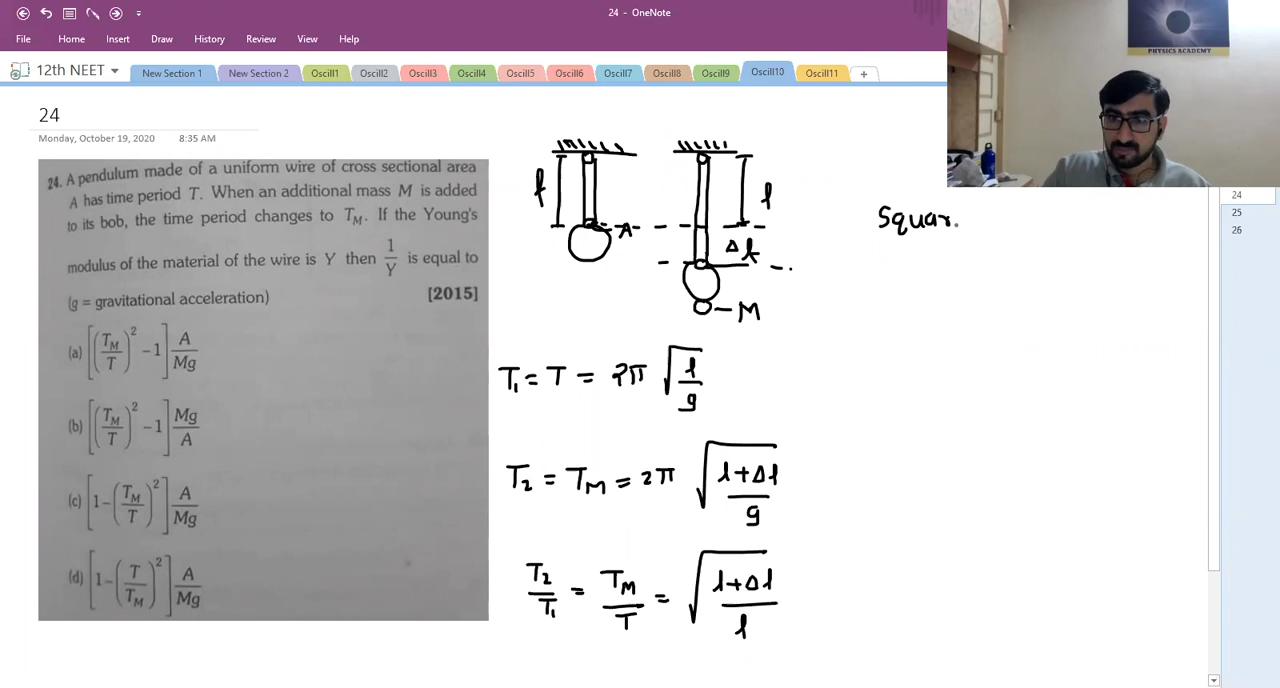 24 - OneNote
File Home Insert Draw History Review View Help
12th NEET New Section 1 New Section 2 Oscill1 Oscill2 Oscill3 Oscill4 Oscill5 Oscill6 Oscill7 Oscill8 Oscill9 Oscill10 Oscill11 +
PHYSICS ACADEMY
24
Monday, October 19, 2020 8:35 AM
24. A pendulum made of a uniform wire of cross sectional area
A has time period T. When an additional mass M is added
to its bob, the time period changes to T_M. If the Young's
modulus of the material of the wire is Y then 1/Y is equal to
(g = gravitational acceleration) [2015]
(a) [(T_M/T)² − 1] A/Mg
(b) [(T_M/T)² − 1] Mg/A
(c) [1 − (T_M/T)²] A/Mg
(d) [1 − (T/T_M)²] A/Mg
l A l Δl M
T₁ = T = 2π √(l/g)
T₂ = T_M = 2π √((l+Δl)/g)
T₂/T₁ = T_M/T = √((l+Δl)/l)
Squar
24
25
26